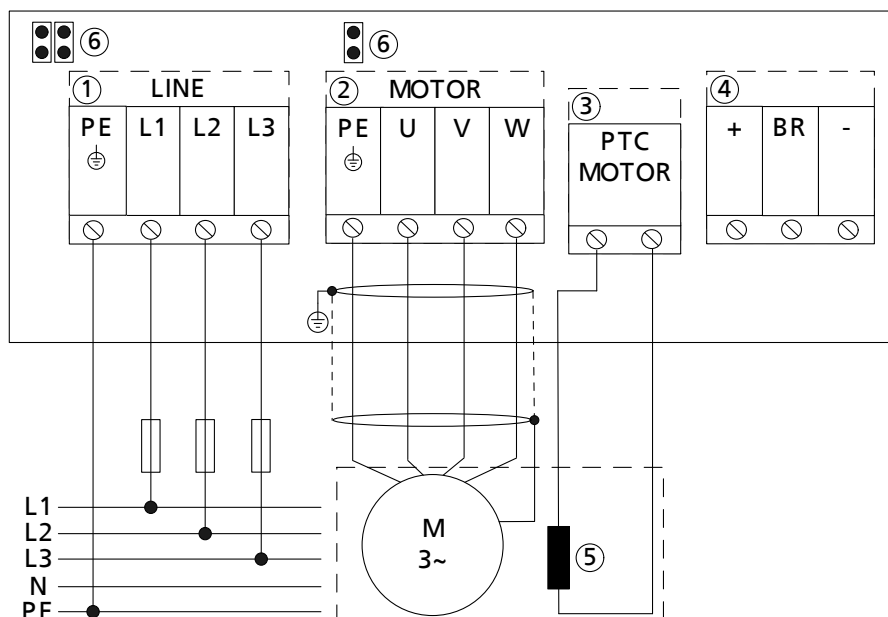 ⑥ ⑥
① LINE
PE L1 L2 L3
② MOTOR
PE U V W
③
PTC
MOTOR
④
+ BR -
L1
L2
L3
N
PE
M
3~
⑤